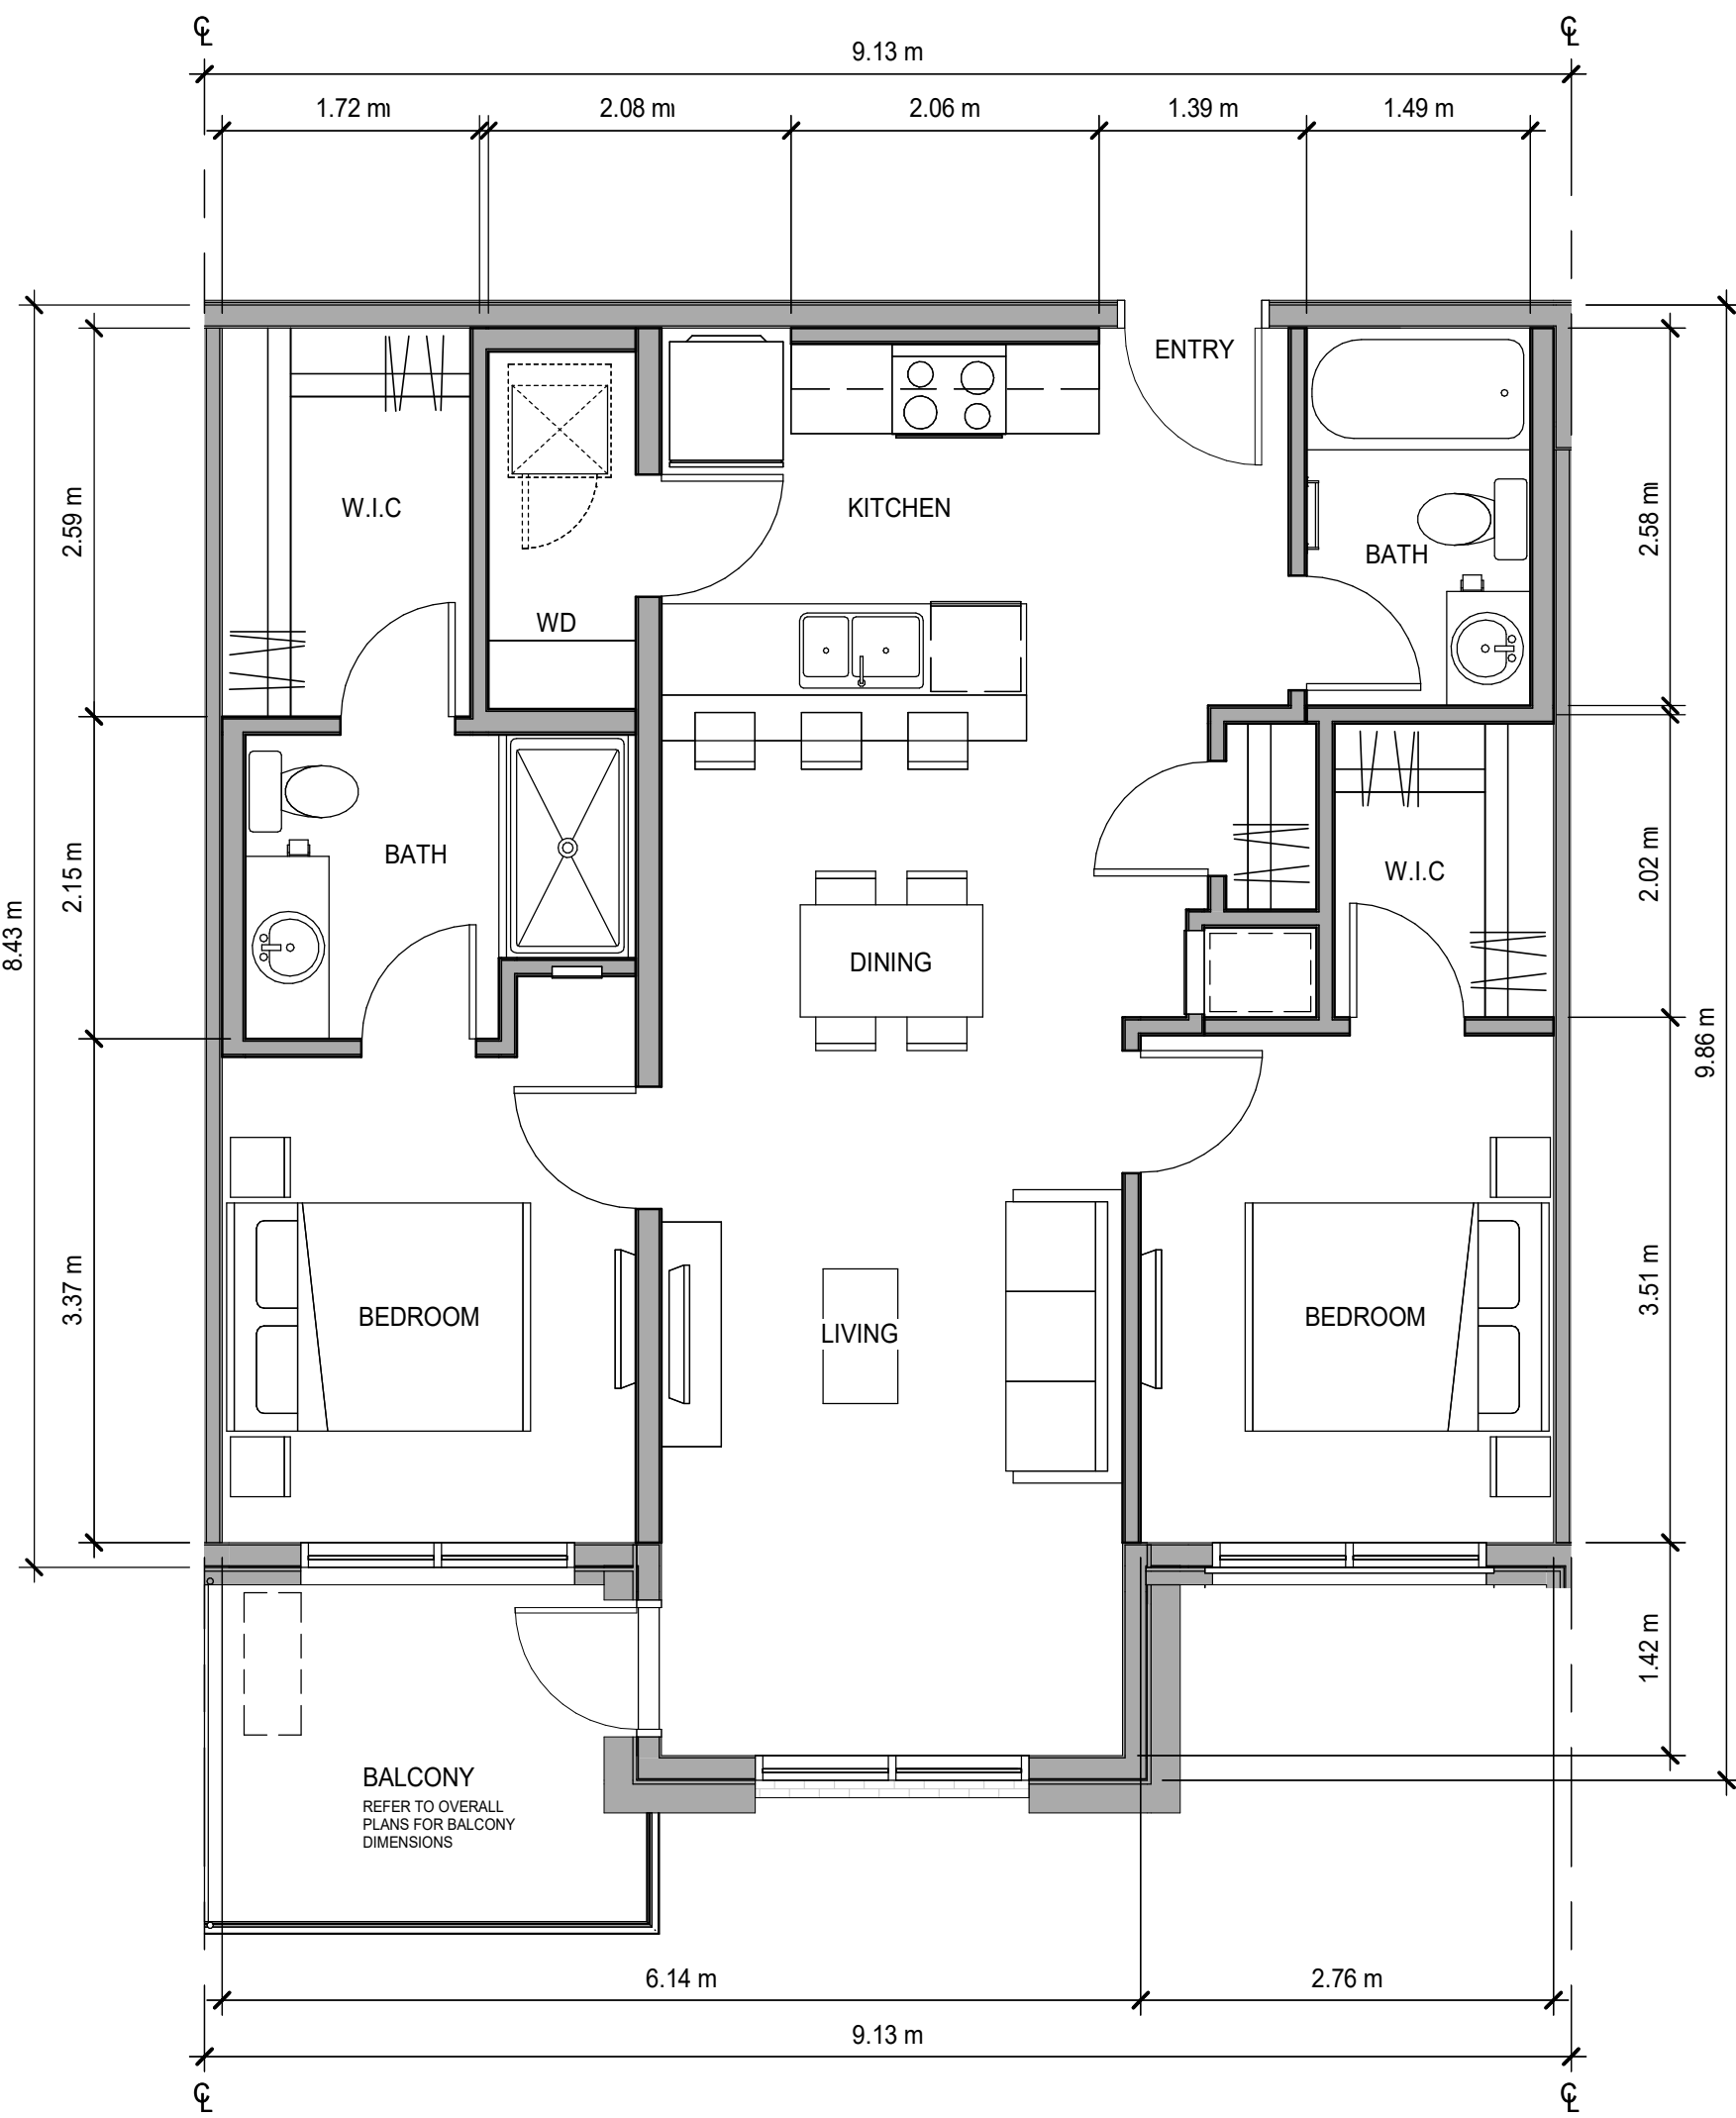 ℄ ℄
9.13 m
1.72 m 2.08 m 2.06 m 1.39 m 1.49 m
ENTRY
W.I.C
KITCHEN
BATH
WD
2.59 m
2.58 m
BATH
W.I.C
2.15 m
2.02 m
8.43 m
DINING
9.86 m
BEDROOM
LIVING
BEDROOM
3.37 m
3.51 m
1.42 m
BALCONY
REFER TO OVERALL
PLANS FOR BALCONY
DIMENSIONS
6.14 m 2.76 m
9.13 m
℄ ℄